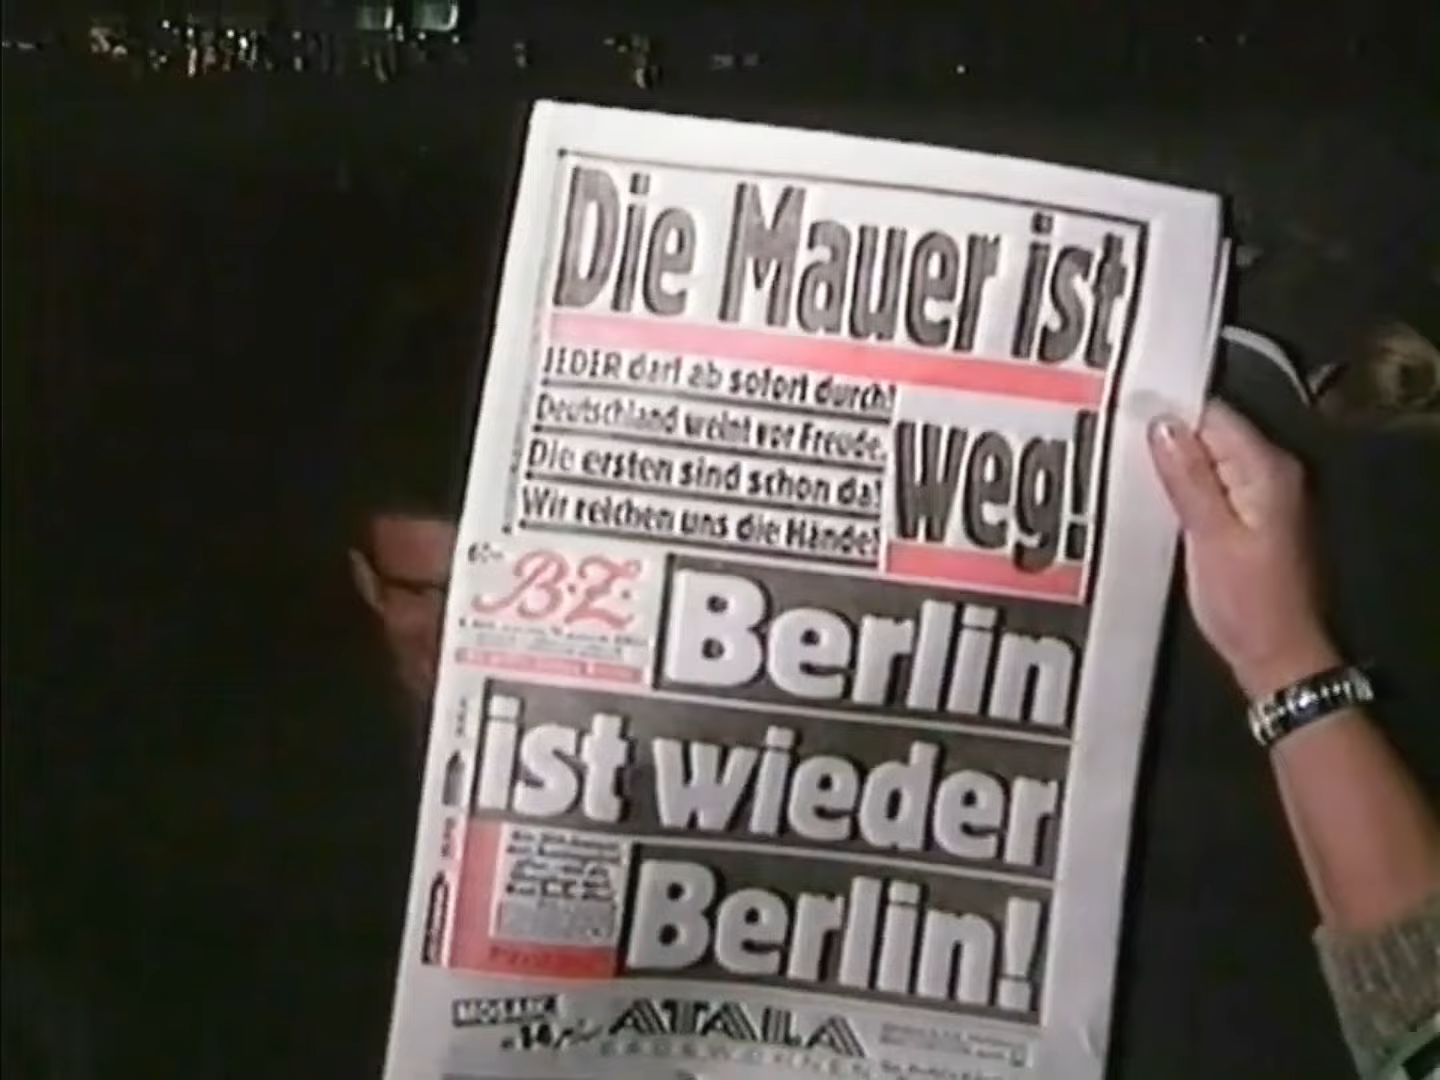 Die Mauer ist
weg!
JEDER darf ab sofort durch!
Deutschland weint vor Freude.
Die ersten sind schon da!
Wir reichen uns die Hände!
B·Z·
Berlin
ist wieder
Berlin!
MOSAIK
ATALA